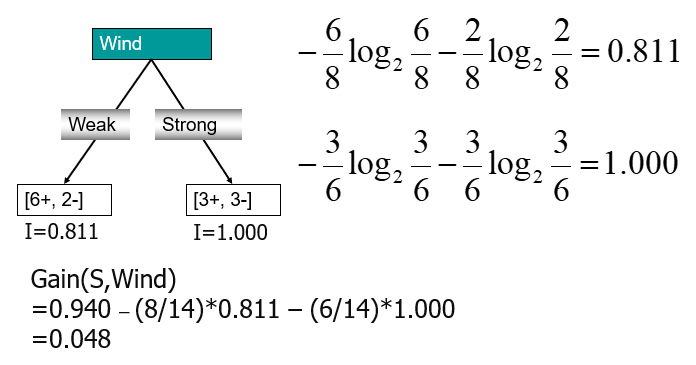 Wind
Weak Strong
[6+, 2-] [3+, 3-]
I=0.811 I=1.000
−6/8 log₂ 6/8 − 2/8 log₂ 2/8 = 0.811
−3/6 log₂ 3/6 − 3/6 log₂ 3/6 = 1.000
Gain(S,Wind)
=0.940 – (8/14)*0.811 – (6/14)*1.000
=0.048